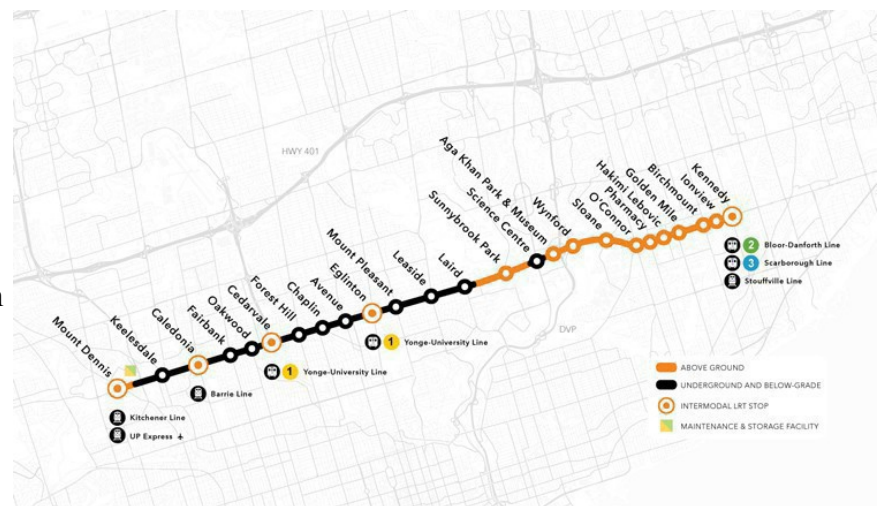 HWY 401
Mount Dennis
Keelesdale
Caledonia
Fairbank
Oakwood
Cedarvale
Forest Hill
Chaplin
Avenue
Eglinton
Mount Pleasant
Leaside
Laird
Sunnybrook Park
Science Centre
Aga Khan Park & Museum
Wynford
Sloane
O'Connor
Pharmacy
Hakimi Lebovic
Golden Mile
Birchmount
Ionview
Kennedy
2 Bloor-Danforth Line
3 Scarborough Line
Stouffville Line
DVP
1 Yonge-University Line
1 Yonge-University Line
Barrie Line
Kitchener Line
UP Express +
ABOVE GROUND
UNDERGROUND AND BELOW-GRADE
INTERMODAL LRT STOP
MAINTENANCE & STORAGE FACILITY